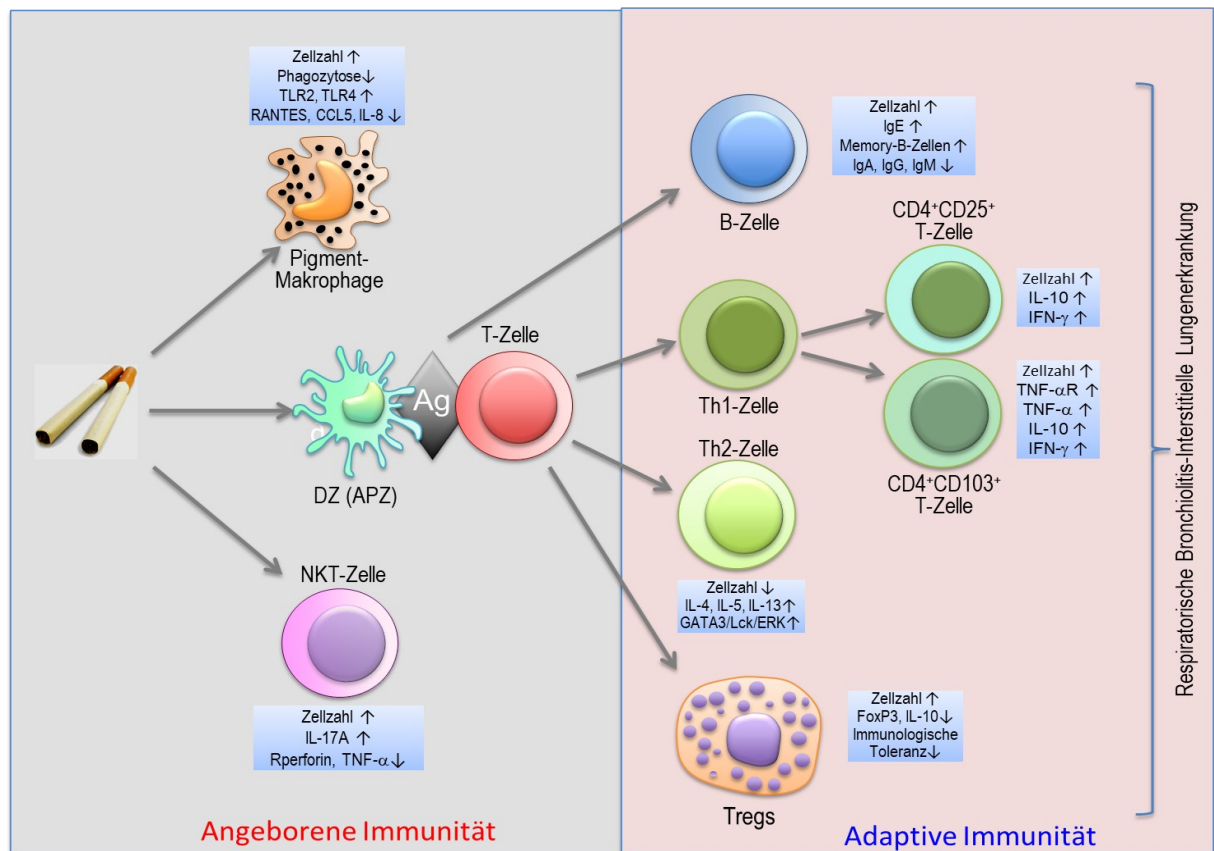 Zellzahl ↑
Phagozytose↓
TLR2, TLR4 ↑
RANTES, CCL5, IL-8 ↓
Pigment-
Makrophage
T-Zelle
Ag
d
DZ (APZ)
NKT-Zelle
Zellzahl ↑
IL-17A ↑
Rperforin, TNF-α↓
Angeborene Immunität
Zellzahl ↑
IgE ↑
Memory-B-Zellen ↑
IgA, IgG, IgM ↓
B-Zelle
CD4⁺CD25⁺
T-Zelle
Zellzahl ↑
IL-10 ↑
IFN-γ ↑
Th1-Zelle
Zellzahl ↑
TNF-αR ↑
TNF-α ↑
IL-10 ↑
IFN-γ ↑
CD4⁺CD103⁺
T-Zelle
Th2-Zelle
Zellzahl ↓
IL-4, IL-5, IL-13↑
GATA3/Lck/ERK↑
Zellzahl ↑
FoxP3, IL-10↓
Immunologische
Toleranz↓
Tregs
Adaptive Immunität
Respiratorische Bronchiolitis-Interstitielle Lungenerkrankung